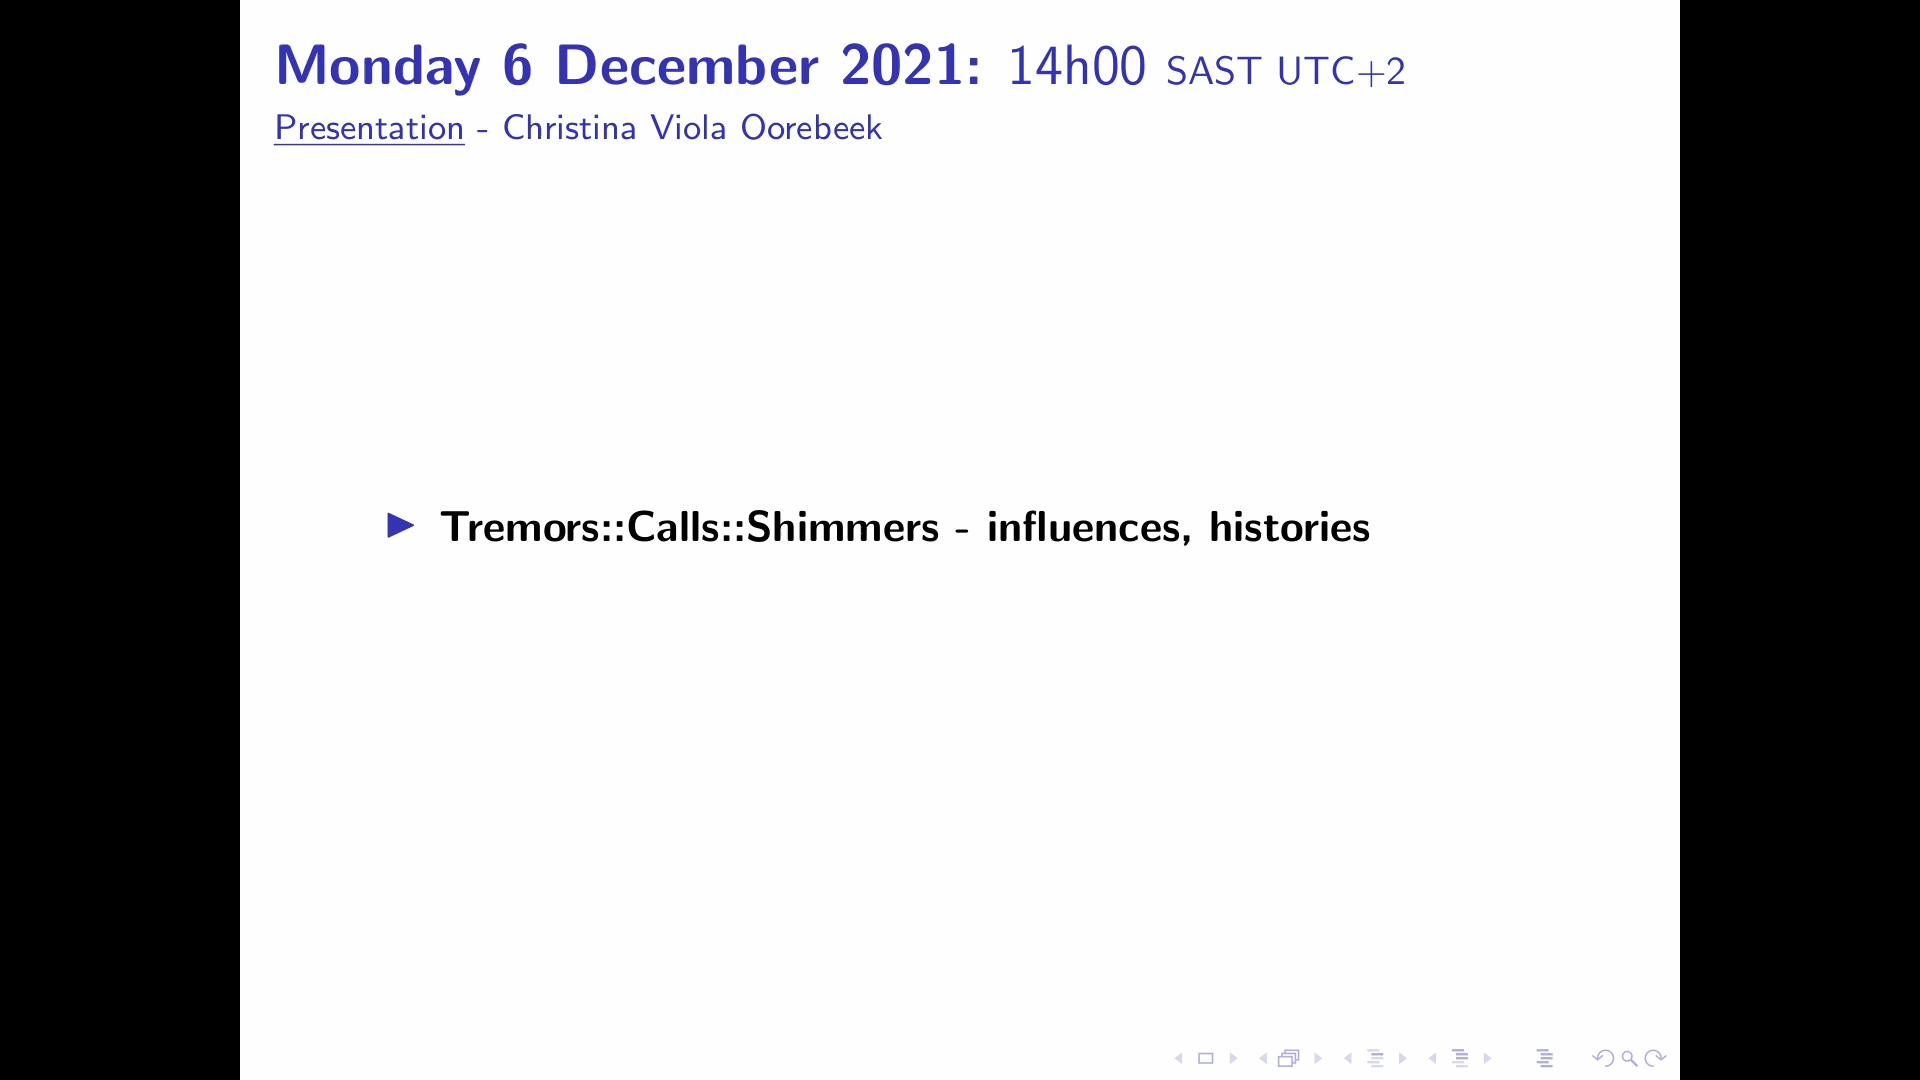 Monday 6 December 2021: 14h00 SAST UTC+2
Presentation - Christina Viola Oorebeek
Tremors::Calls::Shimmers - influences, histories